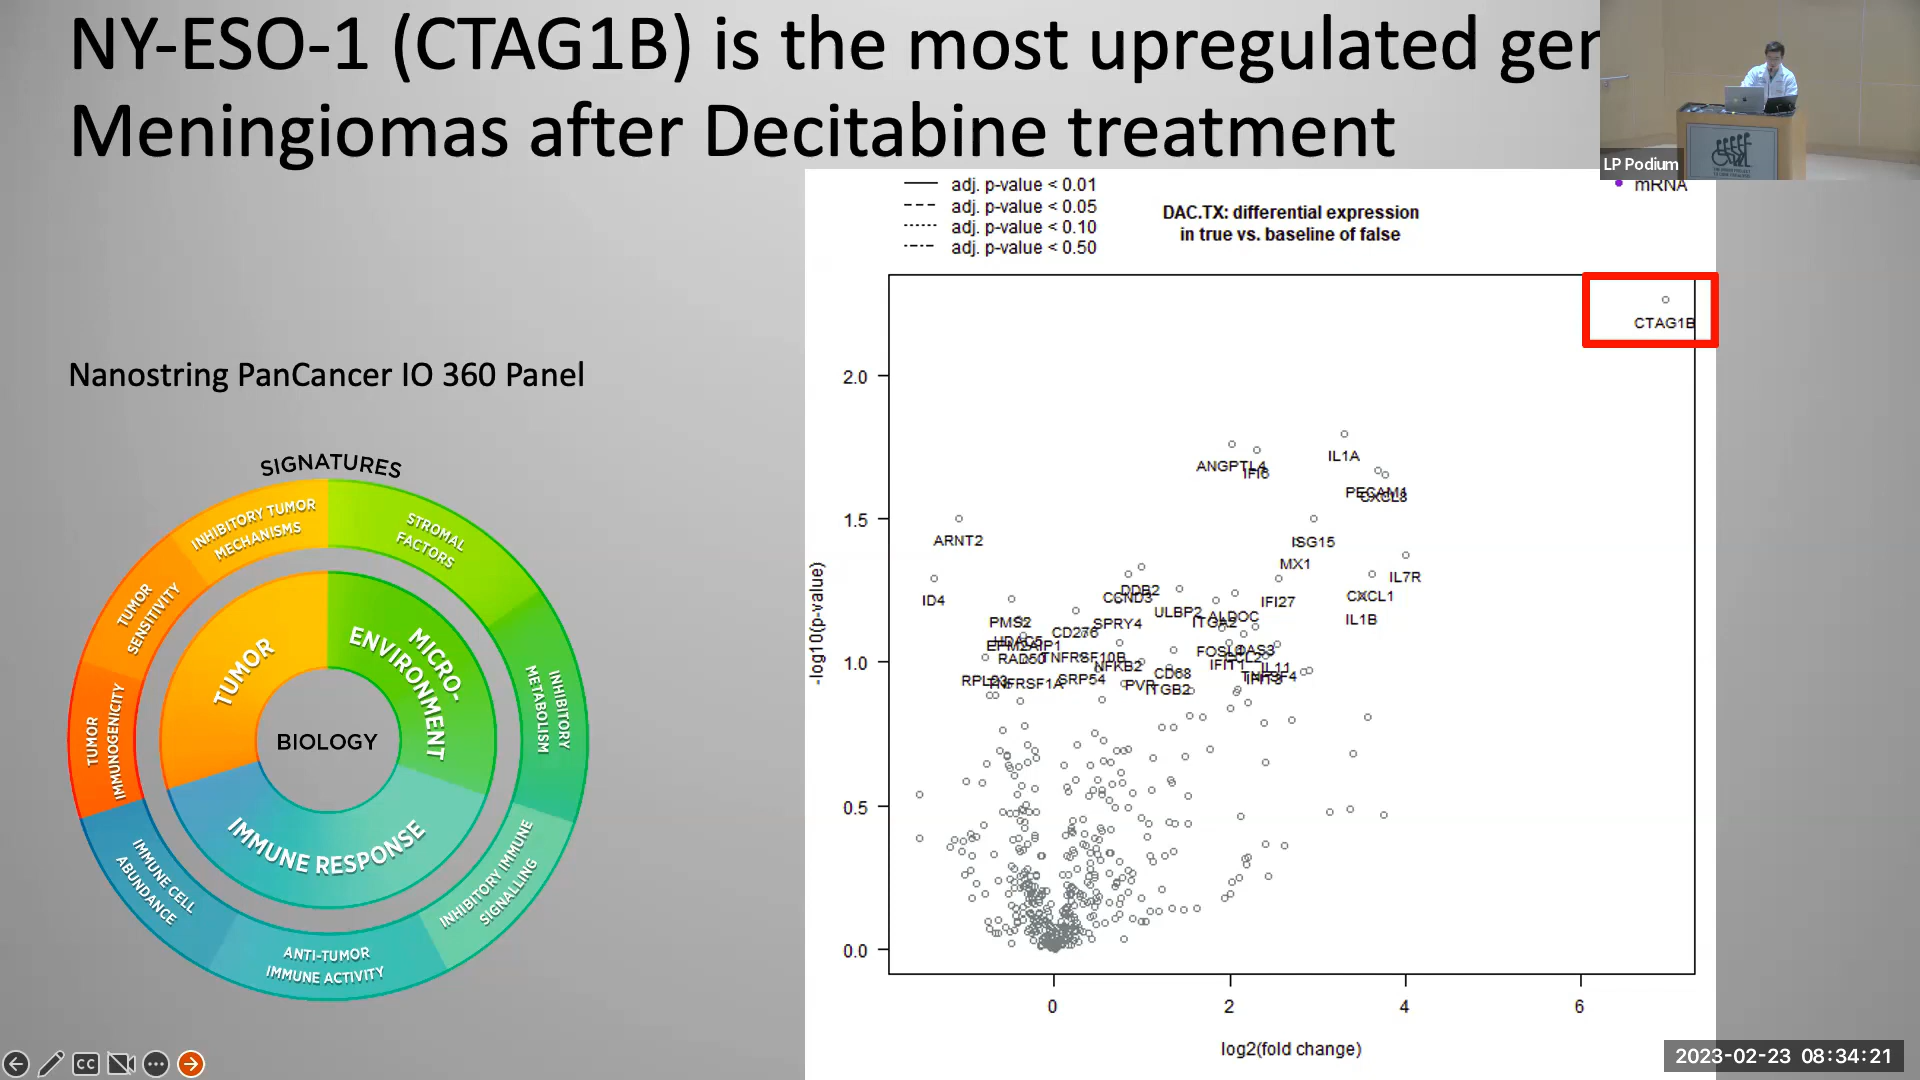 NY-ESO-1 (CTAG1B) is the most upregulated gen
Meningiomas after Decitabine treatment
LP Podium
adj. p-value < 0.01
adj. p-value < 0.05
adj. p-value < 0.10
adj. p-value < 0.50
DAC.TX: differential expression
in true vs. baseline of false
mRNA
Nanostring PanCancer IO 360 Panel
SIGNATURES
INHIBITORY TUMOR
MECHANISMS
STROMAL
FACTORS
TUMOR
SENSITIVITY
INHIBITORY
METABOLISM
TUMOR
IMMUNOGENICITY
IMMUNE CELL
ABUNDANCE
ANTI-TUMOR
IMMUNE ACTIVITY
INHIBITORY IMMUNE
SIGNALLING
TUMOR
MICRO-
ENVIRONMENT
IMMUNE RESPONSE
BIOLOGY
CTAG1B
IL1A
ANGPTL4
IFI6
PECAM1
CXCL8
ARNT2
ISG15
MX1
IL7R
ID4
DDB2
CCND3
CXCL1
IFI27
ULBP2
ALDOC
ITGA2
IL1B
PMS2
SPRY4
CD276
HDAC5
EPM2AIP1
RAD50
TNFRSF10B
NFKB2
FOSL1
IFIT1
IL11
CD68
RPL23
TNFRSF1A
SRP54
PVR
ITGB2
-log10(p-value)
2.0
1.5
1.0
0.5
0.0
0
2
4
6
log2(fold change)
2023-02-23 08:34:21
CC